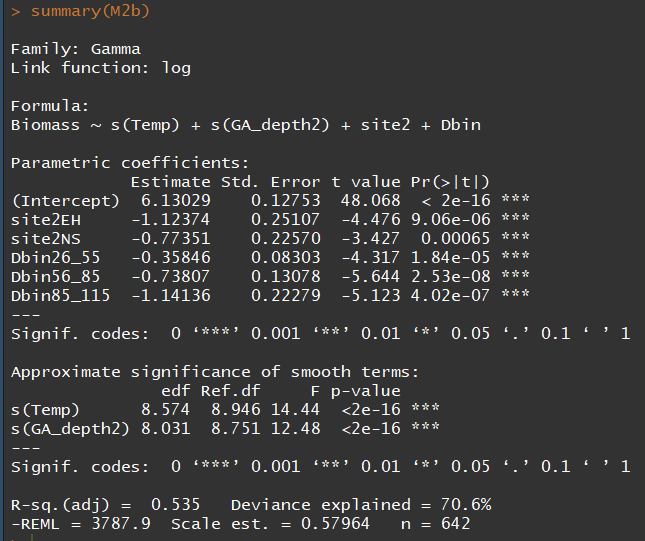 > summary(M2b)
Family: Gamma
Link function: log
Formula:
Biomass ~ s(Temp) + s(GA_depth2) + site2 + Dbin
Parametric coefficients:
Estimate Std. Error t value Pr(>|t|)
(Intercept) 6.13029 0.12753 48.068 < 2e-16 ***
site2EH -1.12374 0.25107 -4.476 9.06e-06 ***
site2NS -0.77351 0.22570 -3.427 0.00065 ***
Dbin26_55 -0.35846 0.08303 -4.317 1.84e-05 ***
Dbin56_85 -0.73807 0.13078 -5.644 2.53e-08 ***
Dbin85_115 -1.14136 0.22279 -5.123 4.02e-07 ***
---
Signif. codes: 0 ‘***’ 0.001 ‘**’ 0.01 ‘*’ 0.05 ‘.’ 0.1 ‘ ’ 1
Approximate significance of smooth terms:
edf Ref.df F p-value
s(Temp) 8.574 8.946 14.44 <2e-16 ***
s(GA_depth2) 8.031 8.751 12.48 <2e-16 ***
---
Signif. codes: 0 ‘***’ 0.001 ‘**’ 0.01 ‘*’ 0.05 ‘.’ 0.1 ‘ ’ 1
R-sq.(adj) = 0.535 Deviance explained = 70.6%
-REML = 3787.9 Scale est. = 0.57964 n = 642